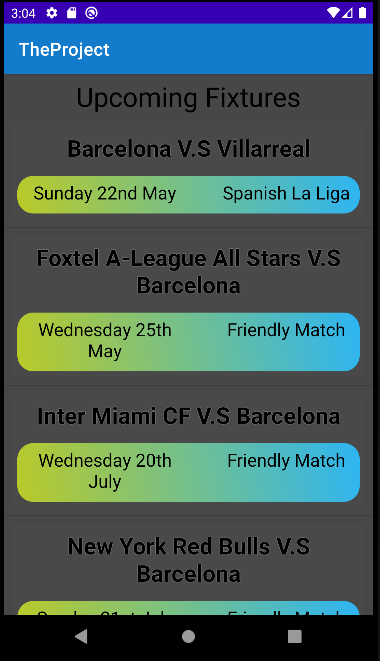 3:04
TheProject
Upcoming Fixtures
Barcelona V.S Villarreal
Sunday 22nd May Spanish La Liga
Foxtel A-League All Stars V.S
Barcelona
Wednesday 25th Friendly Match
May
Inter Miami CF V.S Barcelona
Wednesday 20th Friendly Match
July
New York Red Bulls V.S
Barcelona